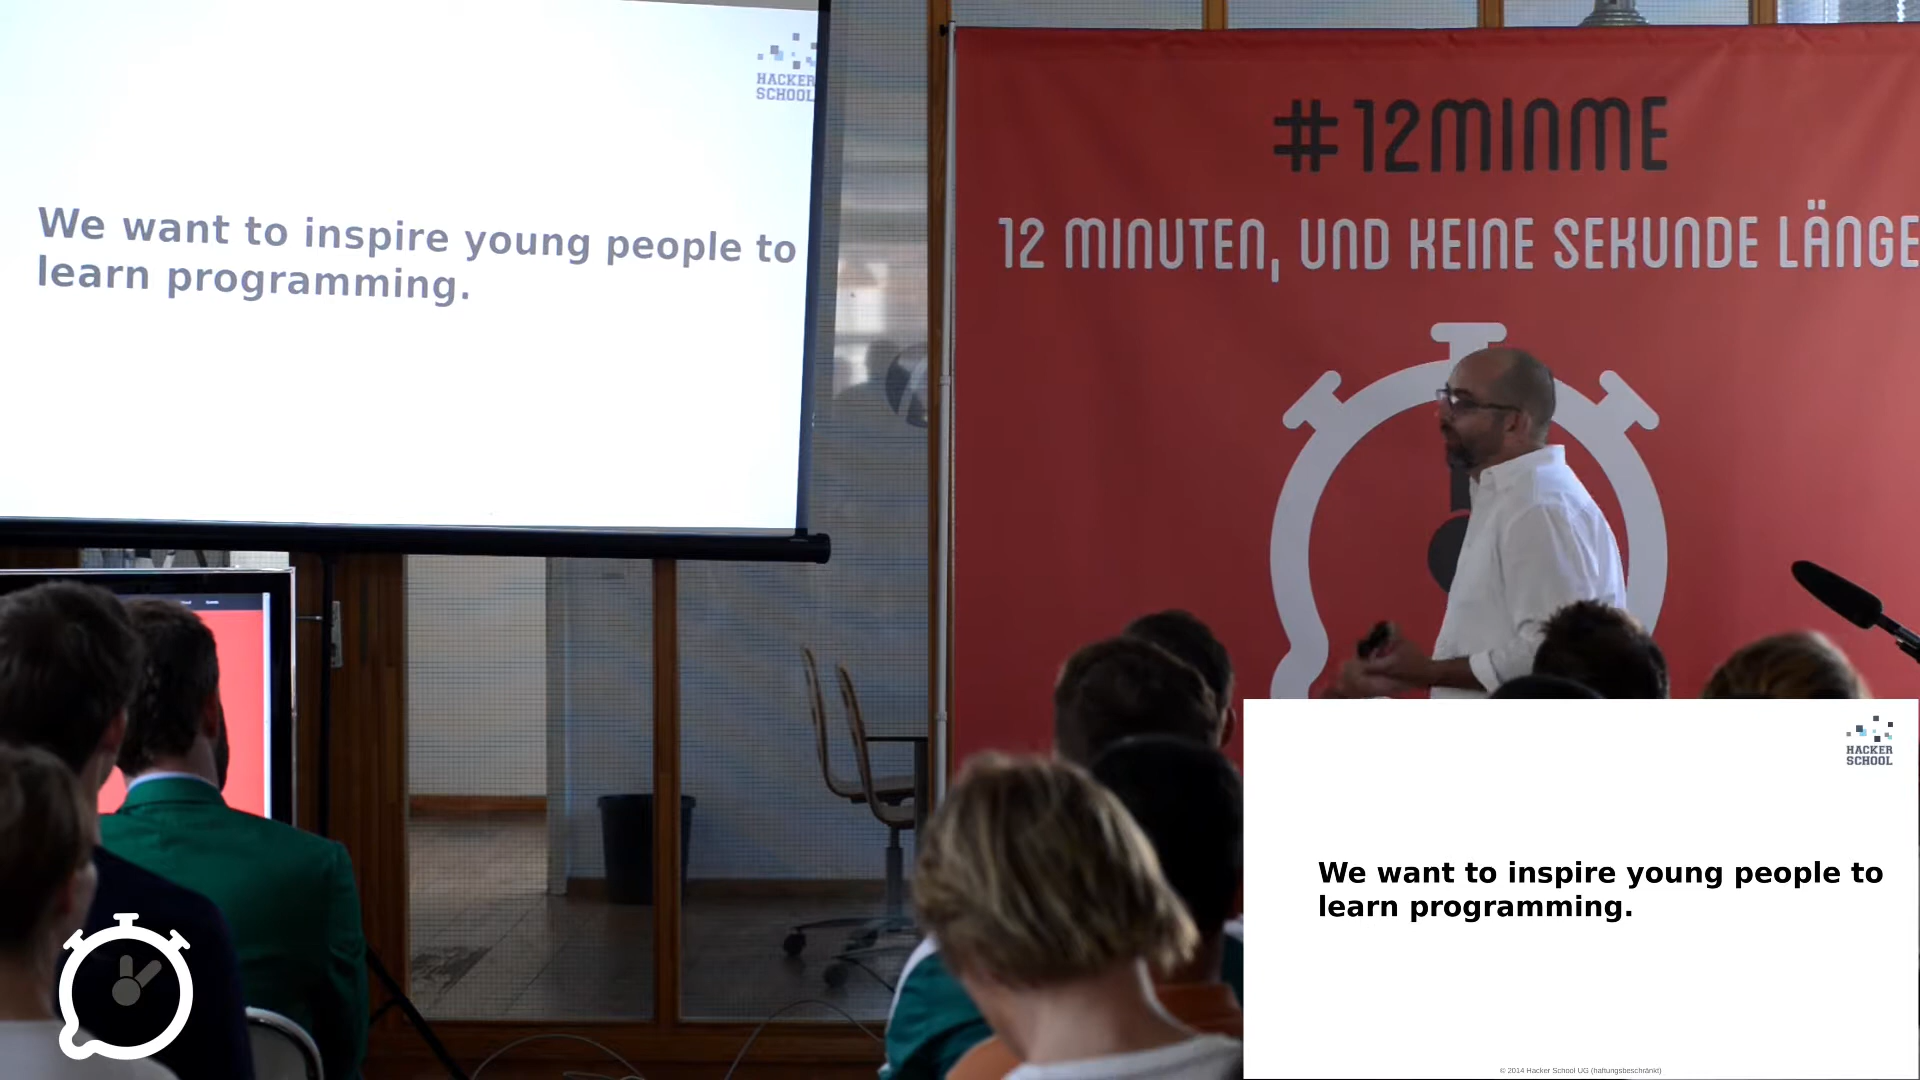 HACKER
SCHOOL
We want to inspire young people to
learn programming.
#12MINME
12 MINUTEN, UND KEINE SEKUNDE LÄNGE
HACKER
SCHOOL
We want to inspire young people to
learn programming.
© 2014 Hacker School UG (haftungsbeschränkt)